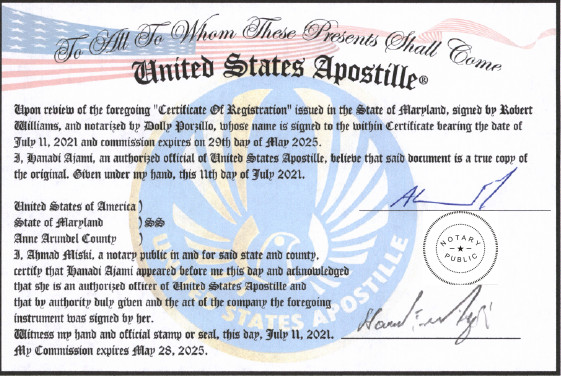 To All To Whom These Presents Shall Come
United States Apostille®
Upon review of the foregoing "Certificate Of Registration" issued in the State of Maryland, signed by Robert
Williams, and notarized by Dolly Porzillo, whose name is signed to the within Certificate bearing the date of
July 11, 2021 and commission expires on 29th day of May 2025.
I, Hanadi Ajami, an authorized official of United States Apostille, believe that said document is a true copy of
the original. Given under my hand, this 11th day of July 2021.
United States of America )
State of Maryland ) SS
Anne Arundel County )
NOTARY
PUBLIC
I, Ahmad Miski, a notary public in and for said state and county,
certify that Hanadi Ajami appeared before me this day and acknowledged
that she is an authorized officer of United States Apostille and
that by authority duly given and the act of the company the foregoing
instrument was signed by her.
Witness my hand and official stamp or seal, this day, July 11, 2021.
My Commission expires May 28, 2025.
UNITED STATES APOSTILLE